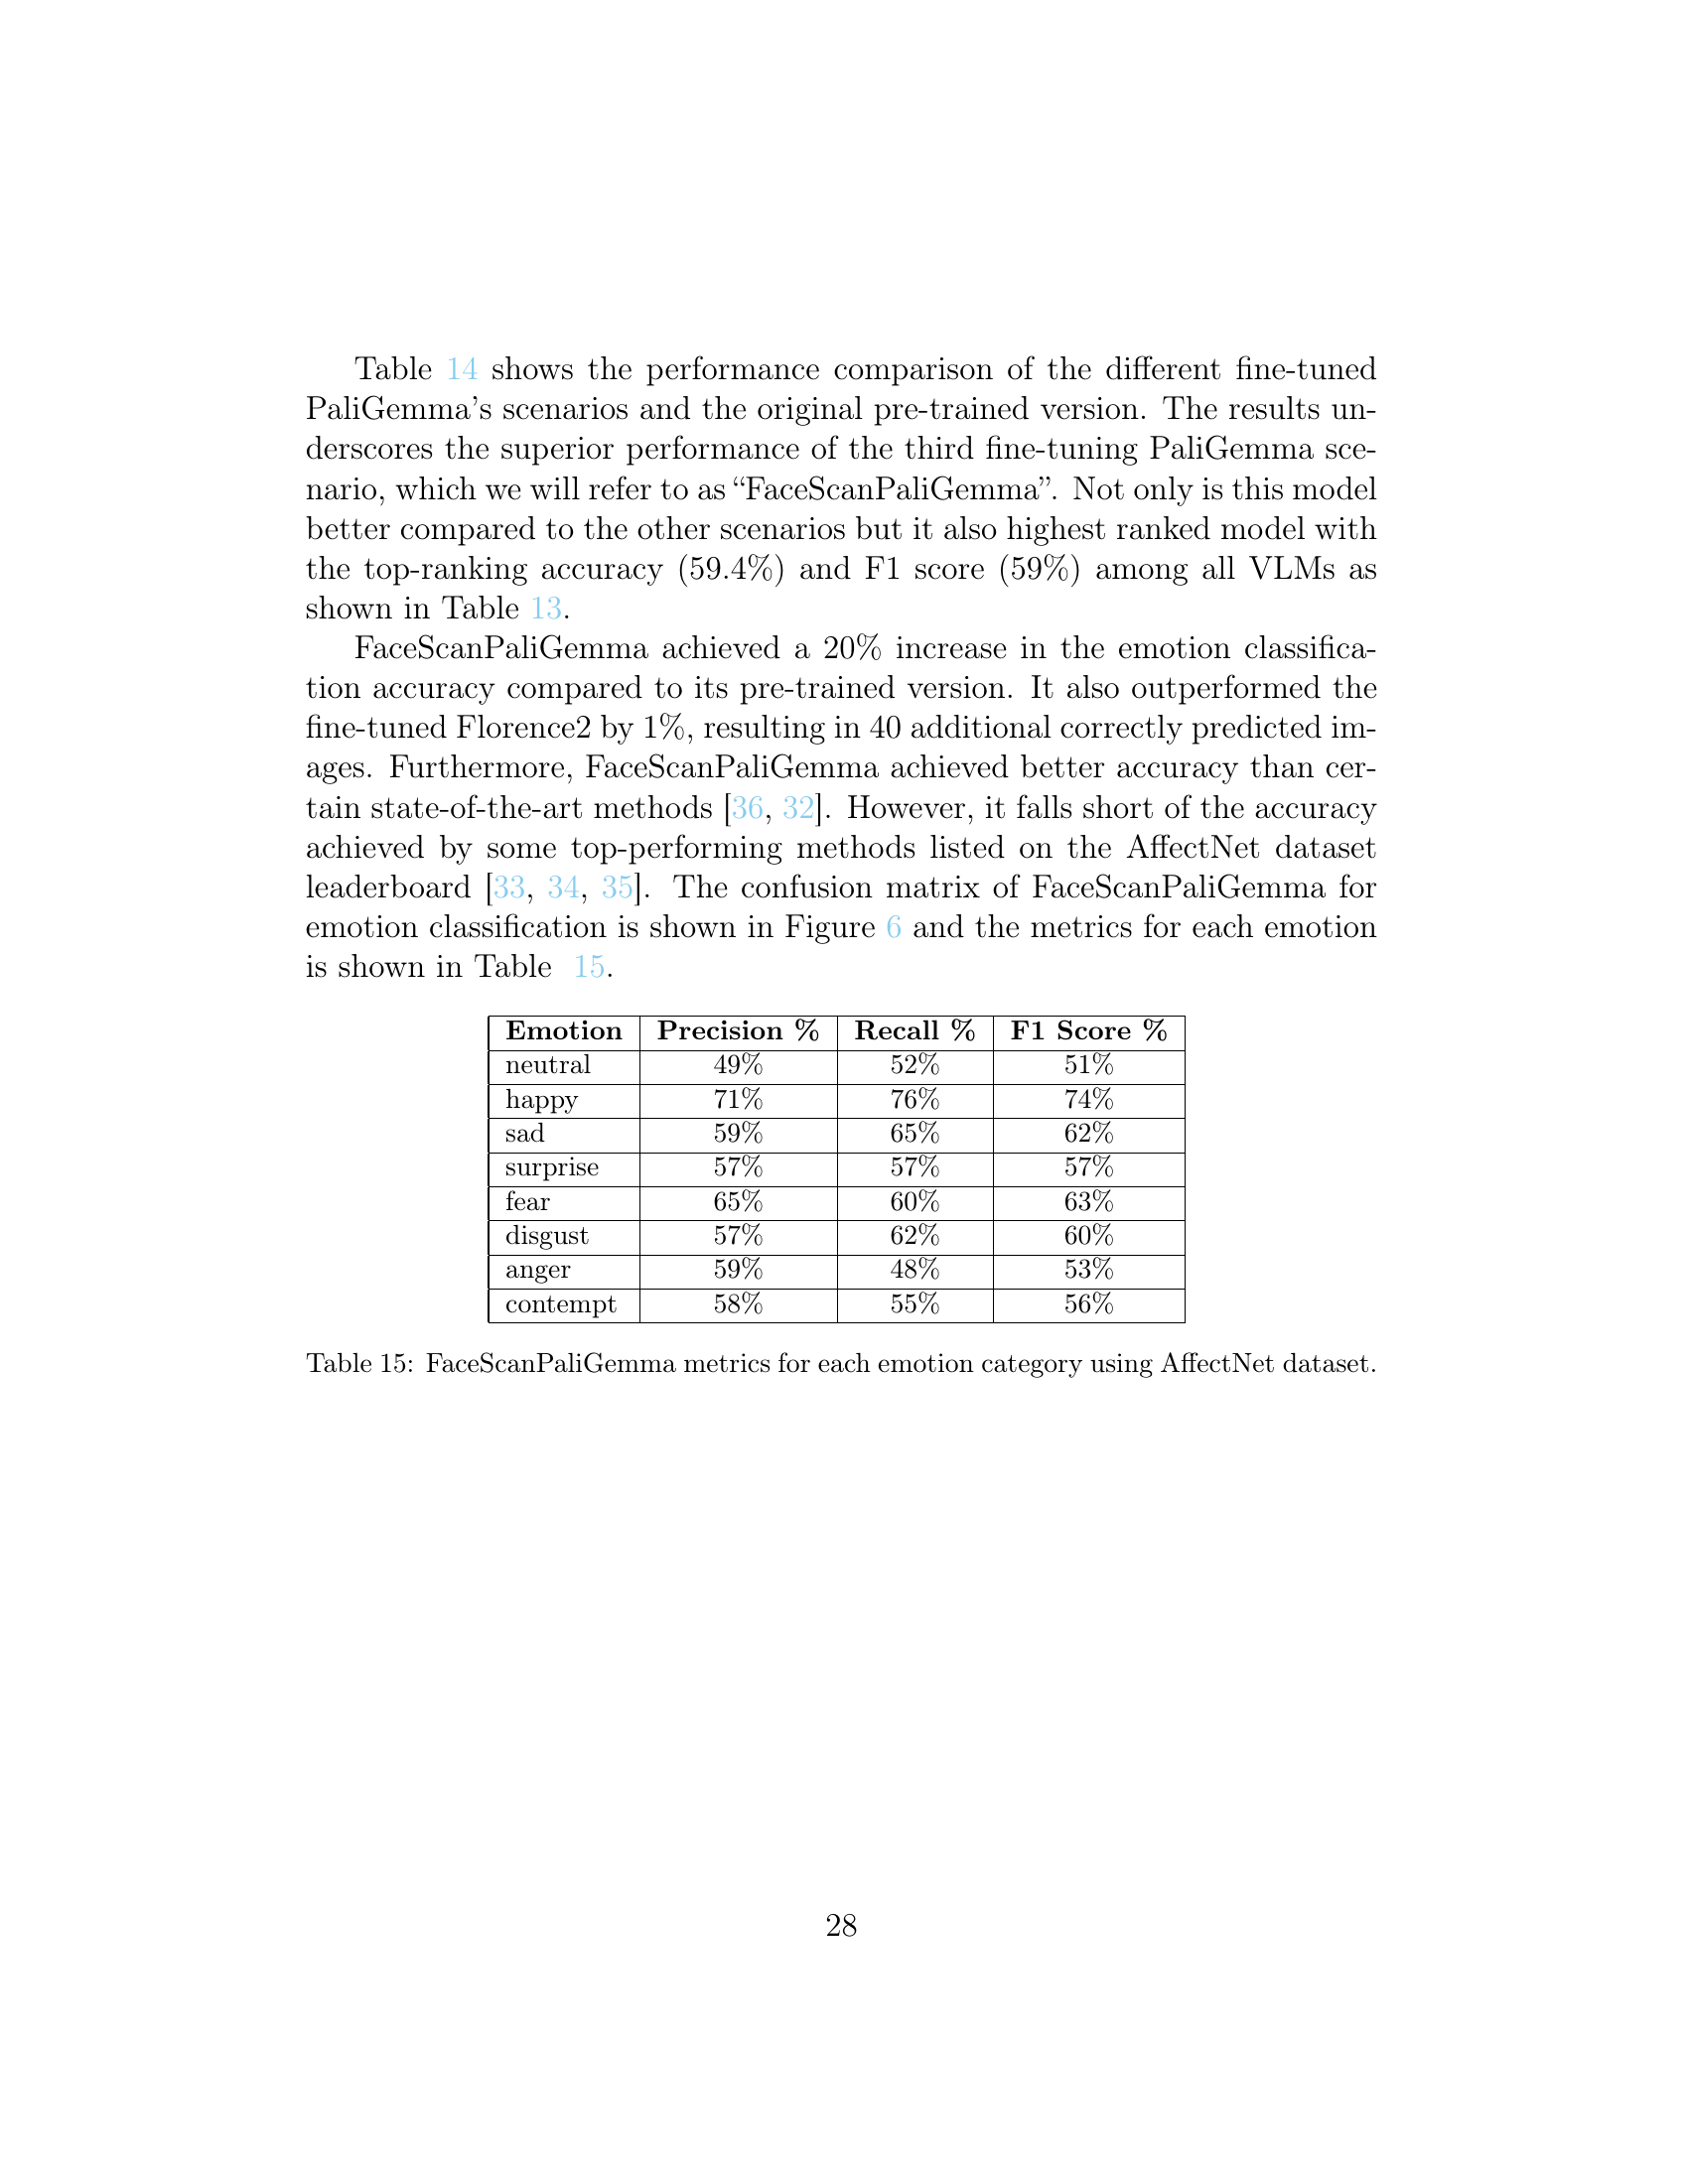 Table 14 shows the performance comparison of the different fine-tuned
PaliGemma's scenarios and the original pre-trained version. The results un-
derscores the superior performance of the third fine-tuning PaliGemma sce-
nario, which we will refer to as “FaceScanPaliGemma”. Not only is this model
better compared to the other scenarios but it also highest ranked model with
the top-ranking accuracy (59.4%) and F1 score (59%) among all VLMs as
shown in Table 13.
FaceScanPaliGemma achieved a 20% increase in the emotion classifica-
tion accuracy compared to its pre-trained version. It also outperformed the
fine-tuned Florence2 by 1%, resulting in 40 additional correctly predicted im-
ages. Furthermore, FaceScanPaliGemma achieved better accuracy than cer-
tain state-of-the-art methods [36, 32]. However, it falls short of the accuracy
achieved by some top-performing methods listed on the AffectNet dataset
leaderboard [33, 34, 35]. The confusion matrix of FaceScanPaliGemma for
emotion classification is shown in Figure 6 and the metrics for each emotion
is shown in Table 15.
Emotion Precision % Recall % F1 Score %
neutral 49% 52% 51%
happy 71% 76% 74%
sad 59% 65% 62%
surprise 57% 57% 57%
fear 65% 60% 63%
disgust 57% 62% 60%
anger 59% 48% 53%
contempt 58% 55% 56%
Table 15: FaceScanPaliGemma metrics for each emotion category using AffectNet dataset.
28